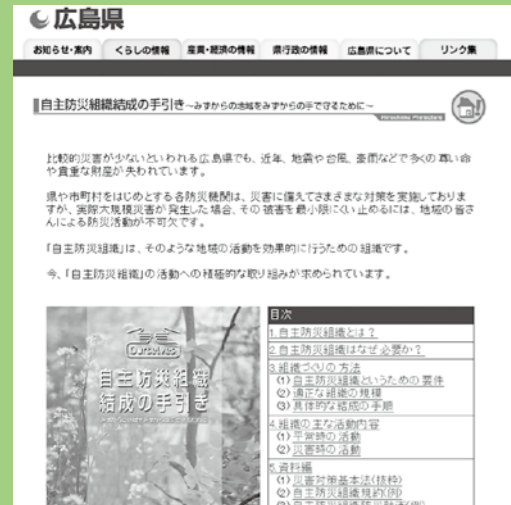 広島県
お知らせ・案内 くらしの情報 産業・経済の情報 県行政の情報 広島県について リンク集
自主防災組織結成の手引き～みずからの地域をみずからの手で守るために～
Hiroshima Prefecture
比較的災害が少ないといわれる広島県でも、近年、地震や台風、豪雨などで多くの尊い命
や貴重な財産が失われています。
県や市町村をはじめとする各防災機関は、災害に備えてさまざまな対策を実施しておりま
すが、実際大規模災害が発生した場合、その被害を最小限にくい止めるには、地域の皆さ
んによる防災活動が不可欠です。
「自主防災組織」は、そのような地域の活動を効果的に行うための組織です。
今、「自主防災組織」の活動への積極的な取り組みが求められています。
Ourselves
自主防災組織
結成の手引き
目次
1.自主防災組織とは？
2.自主防災組織はなぜ必要か？
3.組織づくりの方法
(1)自主防災組織というための要件
(2)適正な組織の規模
(3)具体的な結成の手順
4.組織の主な活動内容
(1)平常時の活動
(2)災害時の活動
5.資料編
(1)災害対策基本法(抜粋)
(2)自主防災組織規約(例)
(3)自主防災組織防災計画(例)